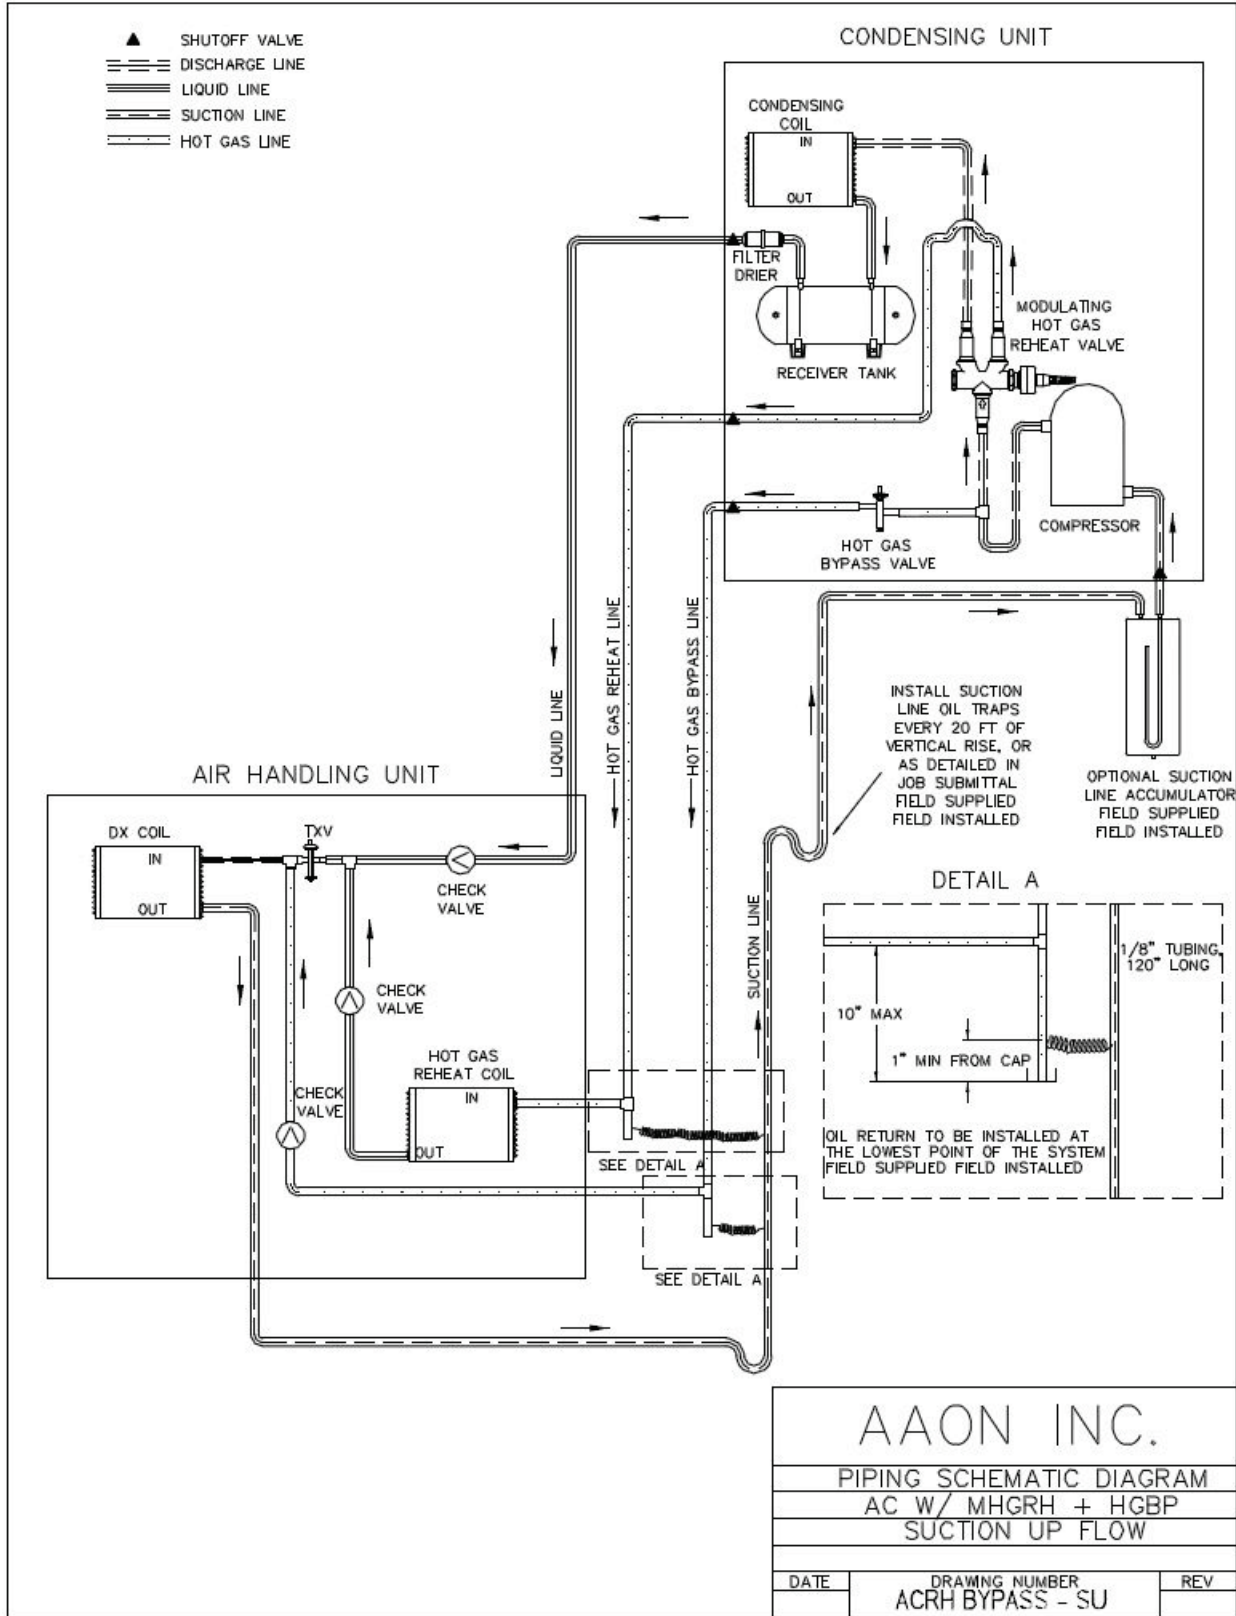 SHUTOFF VALVE
DISCHARGE LINE
LIQUID LINE
SUCTION LINE
HOT GAS LINE
CONDENSING UNIT
CONDENSING
COIL
IN
OUT
FILTER
DRIER
RECEIVER TANK
MODULATING
HOT GAS
REHEAT VALVE
COMPRESSOR
HOT GAS
BYPASS VALVE
LIQUID LINE
HOT GAS REHEAT LINE
HOT GAS BYPASS LINE
INSTALL SUCTION
LINE OIL TRAPS
EVERY 20 FT OF
VERTICAL RISE, OR
AS DETAILED IN
JOB SUBMITTAL
FIELD SUPPLIED
FIELD INSTALLED
OPTIONAL SUCTION
LINE ACCUMULATOR
FIELD SUPPLIED
FIELD INSTALLED
AIR HANDLING UNIT
DX COIL
IN
OUT
TXV
CHECK
VALVE
CHECK
VALVE
HOT GAS
REHEAT COIL
IN
OUT
CHECK
VALVE
SUCTION LINE
SEE DETAIL A
SEE DETAIL A
DETAIL A
1/8" TUBING,
120" LONG
10" MAX
1" MIN FROM CAP
OIL RETURN TO BE INSTALLED AT
THE LOWEST POINT OF THE SYSTEM
FIELD SUPPLIED FIELD INSTALLED
AAON INC.
PIPING SCHEMATIC DIAGRAM
AC W/ MHGRH + HGBP
SUCTION UP FLOW
DATE
DRAWING NUMBER
ACRH BYPASS - SU
REV